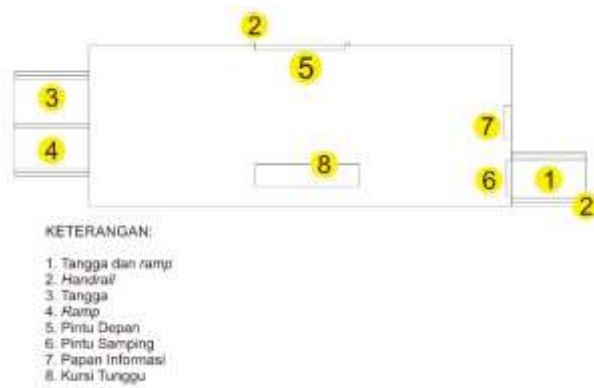 2
5
3
4
7
8
6
1
2
KETERANGAN:
1. Tangga dan ramp
2. Handrail
3. Tangga
4. Ramp
5. Pintu Depan
6. Pintu Samping
7. Papan Informasi
8. Kursi Tunggu